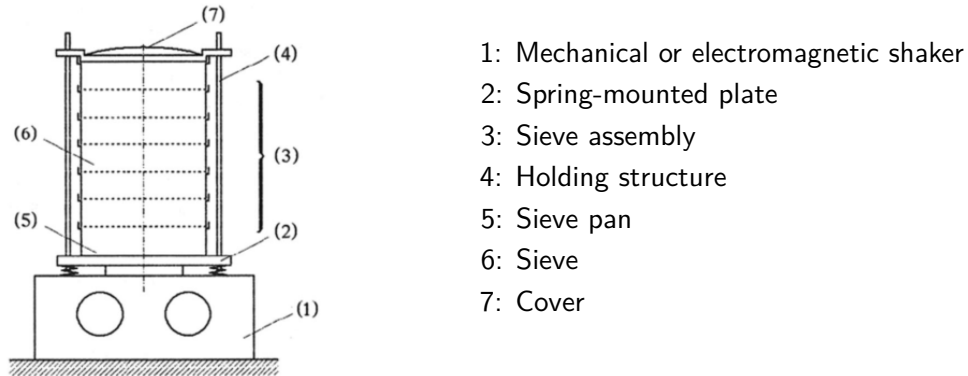 (7)
(4)
(6)
(3)
(5)
(2)
(1)
1: Mechanical or electromagnetic shaker
2: Spring-mounted plate
3: Sieve assembly
4: Holding structure
5: Sieve pan
6: Sieve
7: Cover